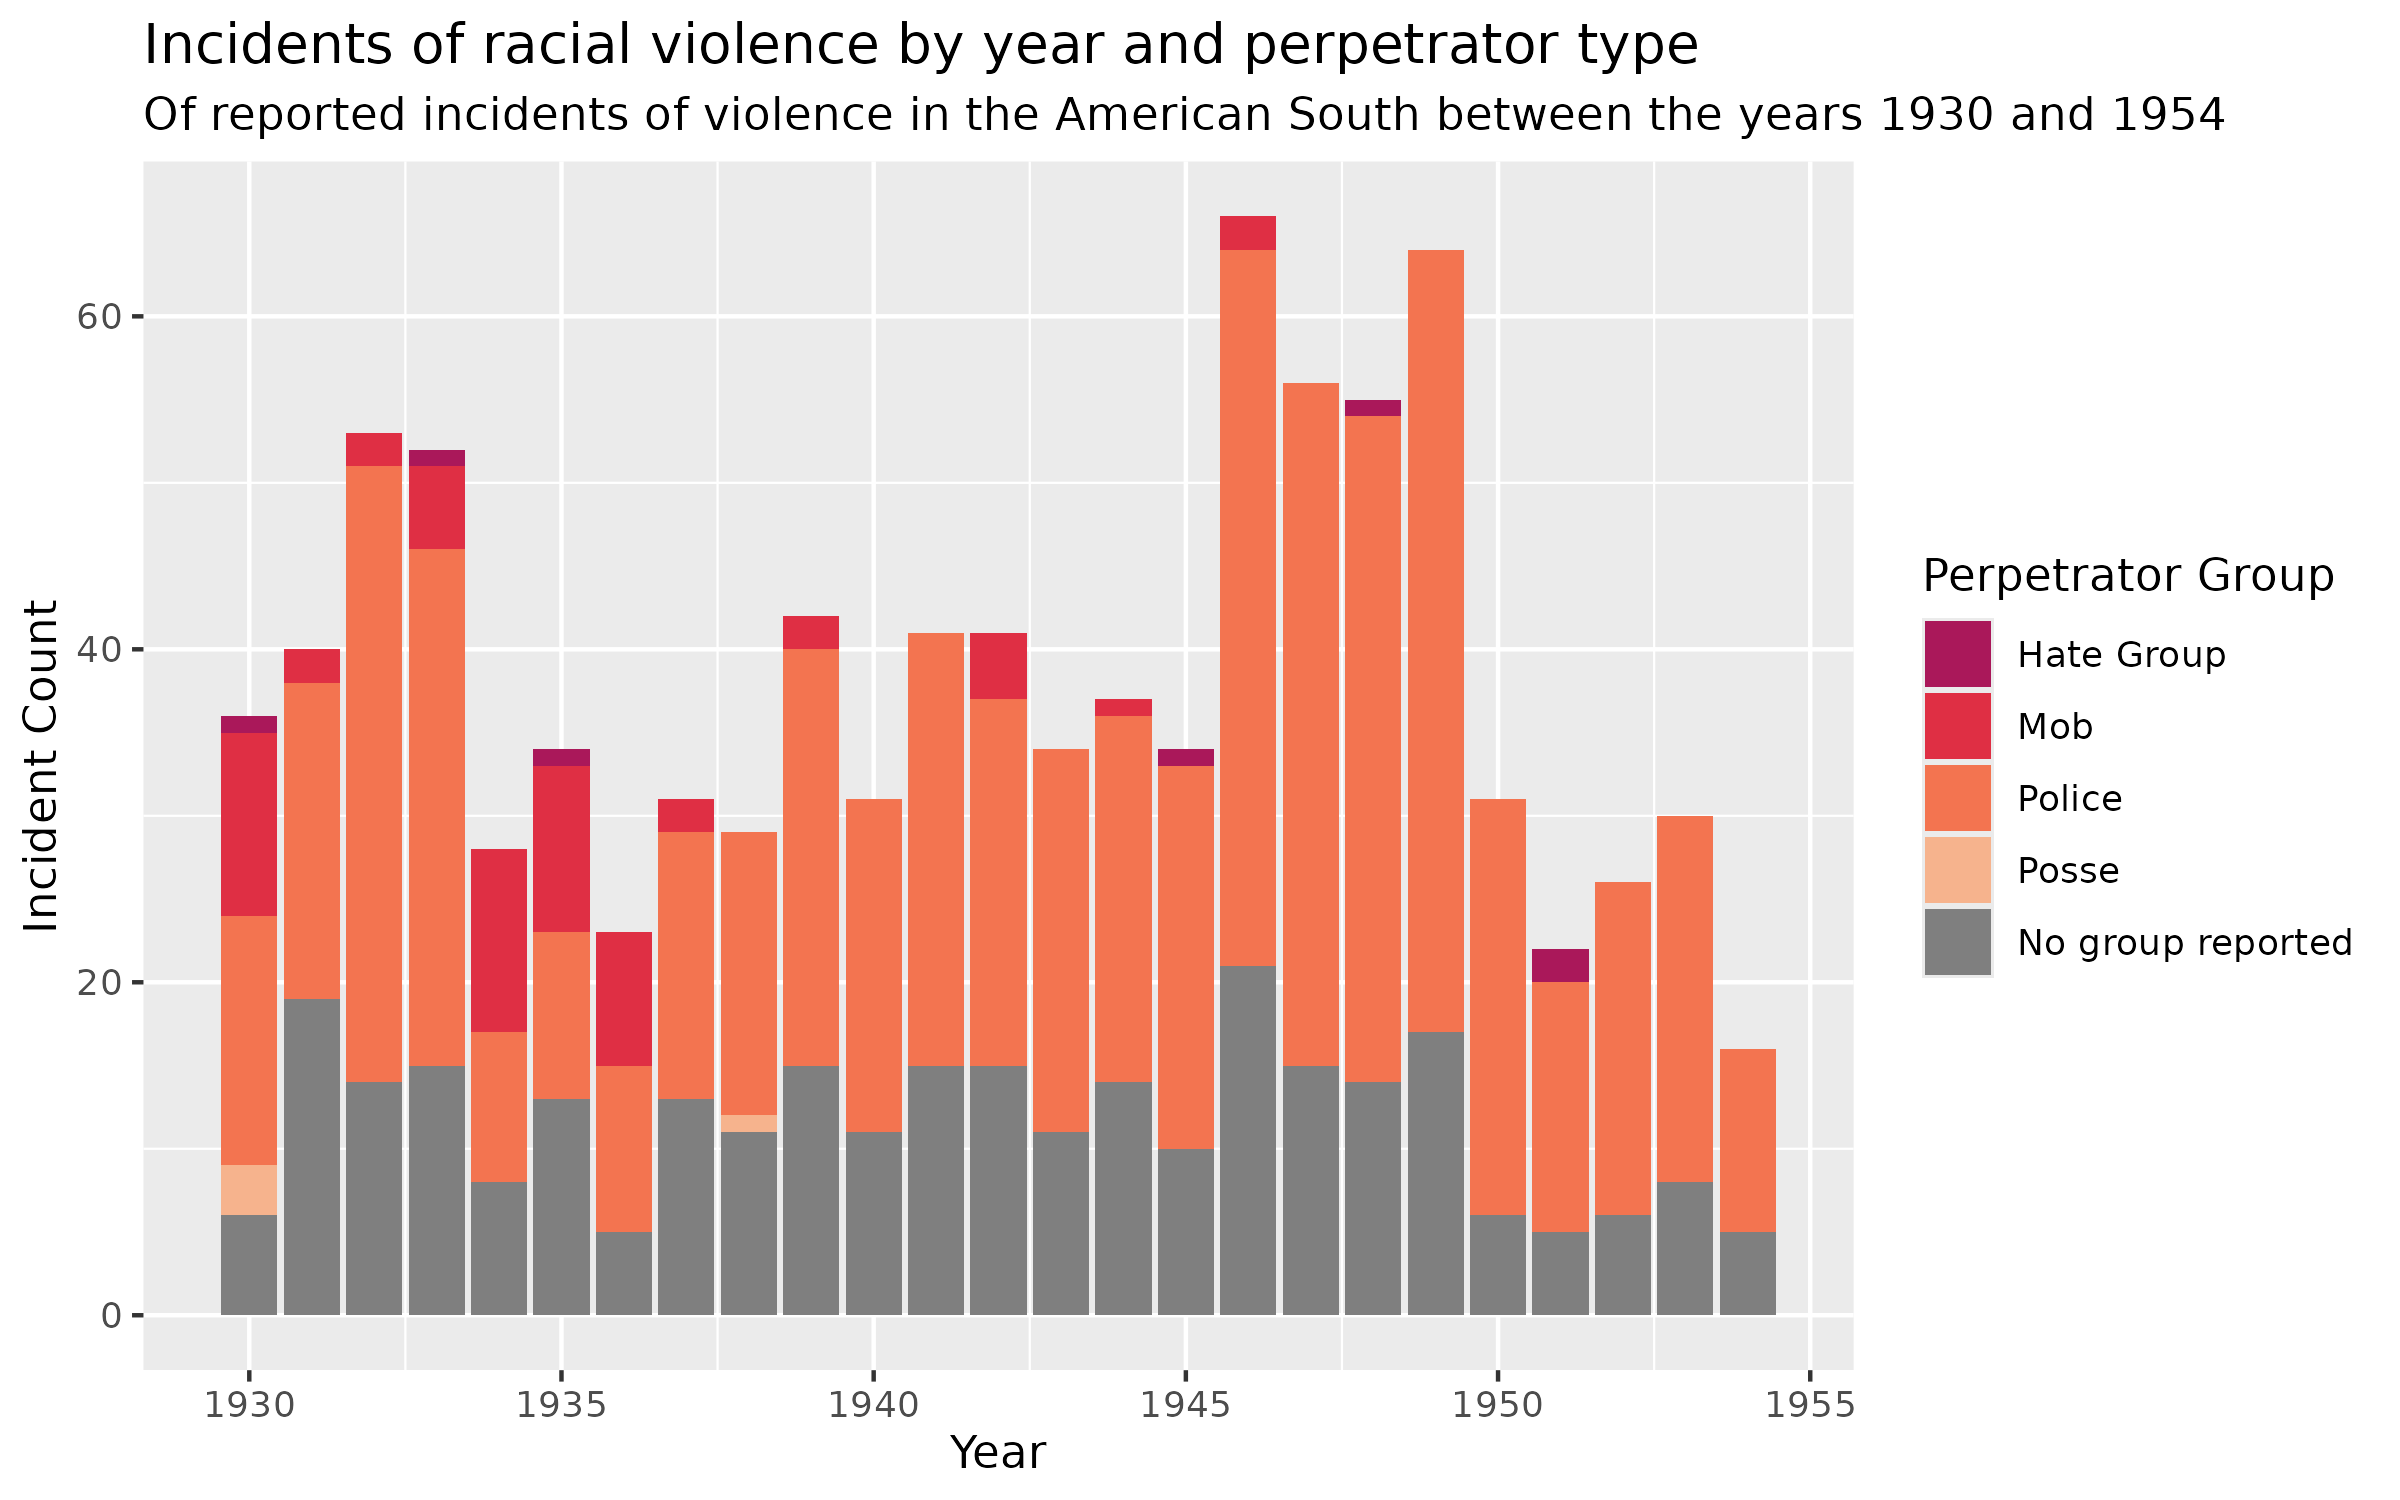 Incidents of racial violence by year and perpetrator type
Of reported incidents of violence in the American South between the years 1930 and 1954
Incident Count
60
40
20
0
1930 1935 1940 1945 1950 1955
Year
Perpetrator Group
Hate Group
Mob
Police
Posse
No group reported